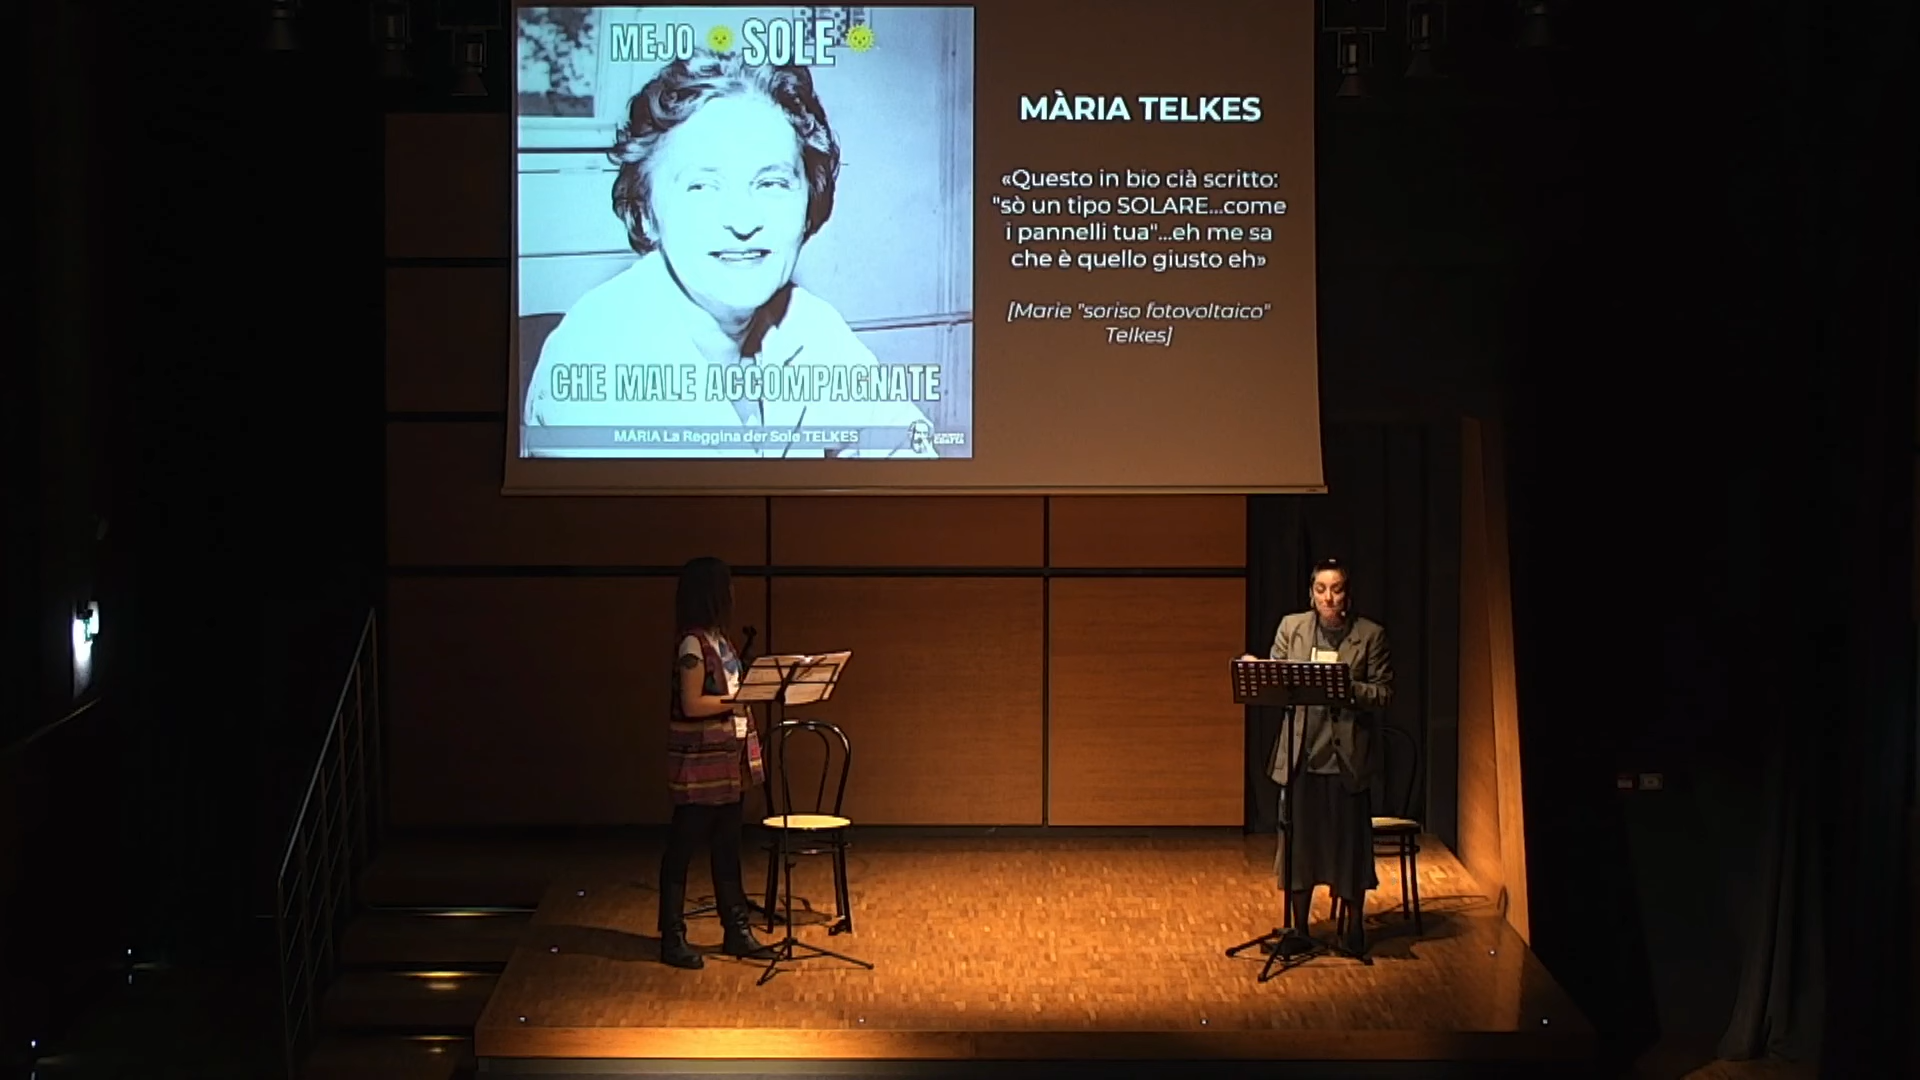 MEJO SOLE
CHE MALE ACCOMPAGNATE
MÀRIA La Reggina der Sole TELKES
MÀRIA TELKES
«Questo in bio cià scritto:
"sò un tipo SOLARE...come
i pannelli tua"...eh me sa
che è quello giusto eh»
[Marie "soriso fotovoltaico"
Telkes]